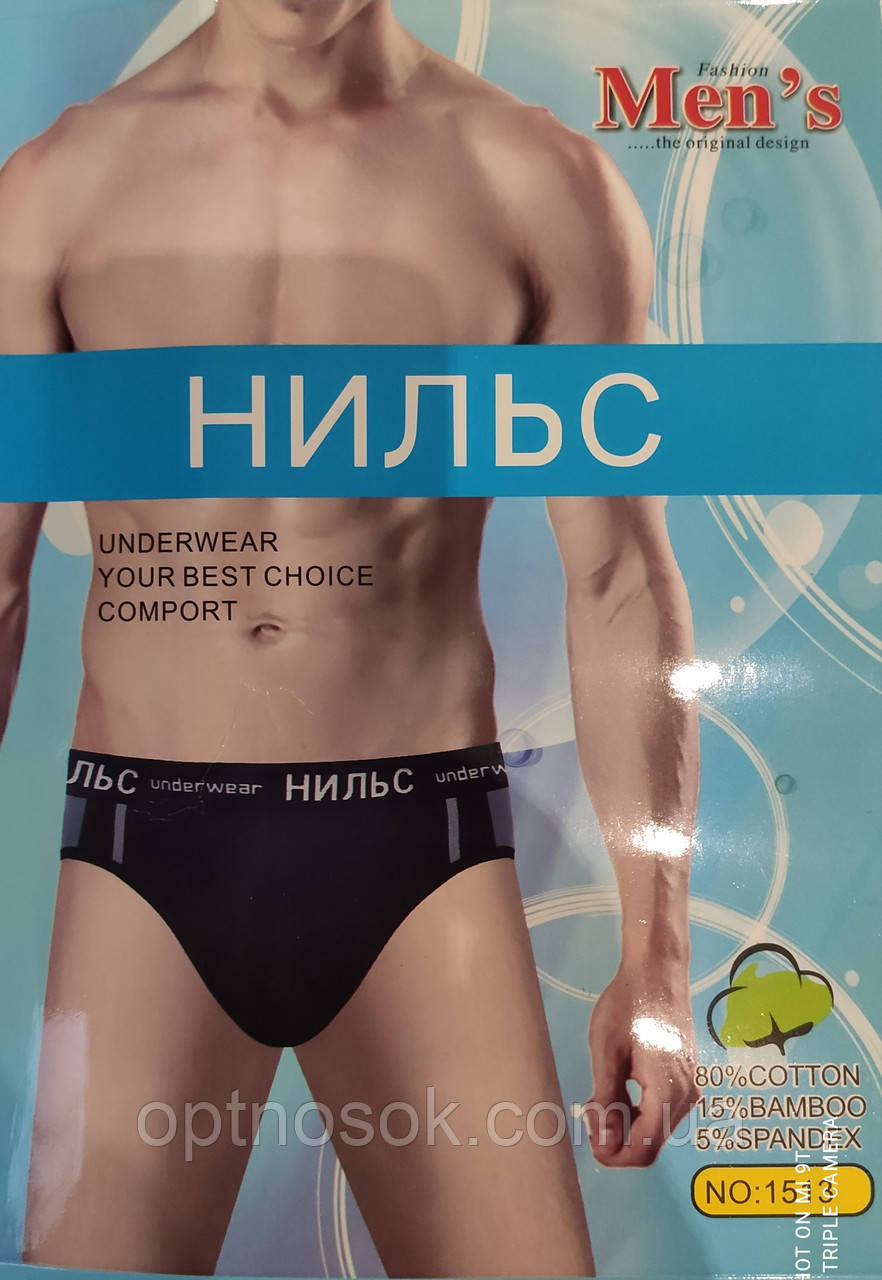 Fashion
Men's
.....the original design
НИЛЬС
UNDERWEAR
YOUR BEST CHOICE
COMPORT
ЛЬС underwear НИЛЬС underw
80%COTTON
15%BAMBOO
5%SPANDEX
optnosok.com.ua
HOT ON MI 9T
TRIPLE CAMERA